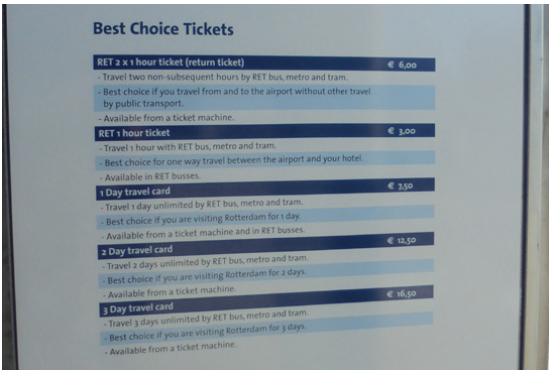 Best Choice Tickets
RET 2 x 1 hour ticket (return ticket) € 6,00
- Travel two non-subsequent hours by RET bus, metro and tram.
- Best choice if you travel from and to the airport without other travel
by public transport.
- Available from a ticket machine.
RET 1 hour ticket € 3,00
- Travel 1 hour with RET bus, metro and tram.
- Best choice for one way travel between the airport and your hotel.
- Available in RET busses.
1 Day travel card € 7,50
- Travel 1 day unlimited by RET bus, metro and tram.
- Best choice if you are visiting Rotterdam for 1 day.
- Available from a ticket machine and in RET busses.
2 Day travel card € 12,50
- Travel 2 days unlimited by RET bus, metro and tram.
- Best choice if you are visiting Rotterdam for 2 days.
- Available from a ticket machine.
3 Day travel card € 16,50
- Travel 3 days unlimited by RET bus, metro and tram.
- Best choice if you are visiting Rotterdam for 3 days.
- Available from a ticket machine.